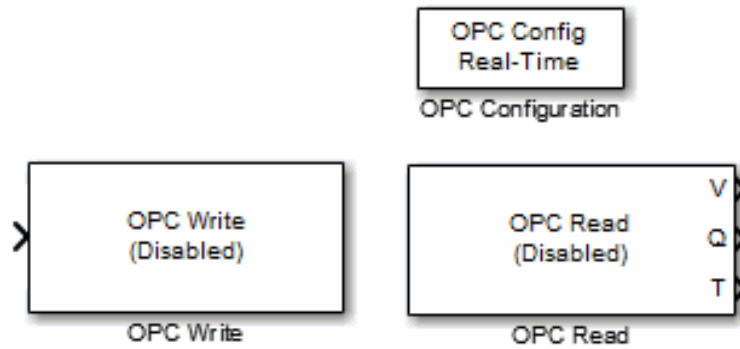 OPC Config
Real-Time
OPC Configuration
OPC Write
(Disabled)
OPC Write
V
OPC Read
(Disabled)
Q
T
OPC Read